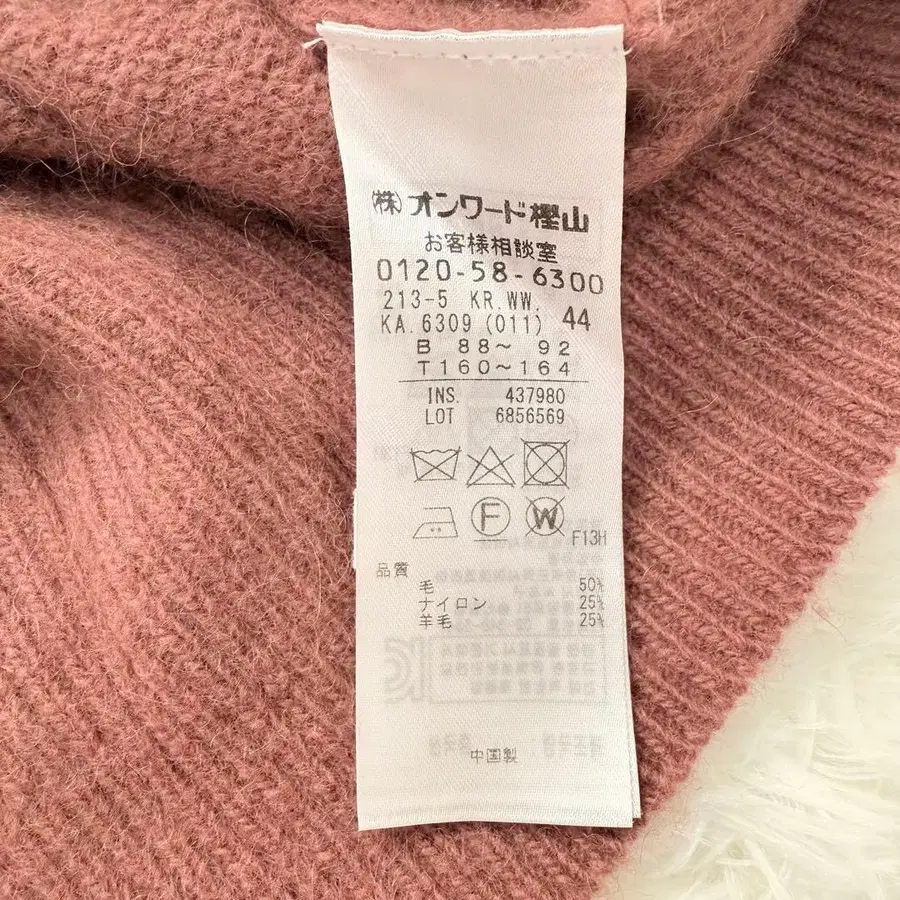 (株)オンワード樫山
お客様相談室
0120-58-6300
213-5 KR.WW.
KA.6309 (011) 44
B 88~ 92
T160~164
INS. 437980
LOT 6856569
F
W
F13H
品質
毛 50%
ナイロン 25%
羊毛 25%
中国製